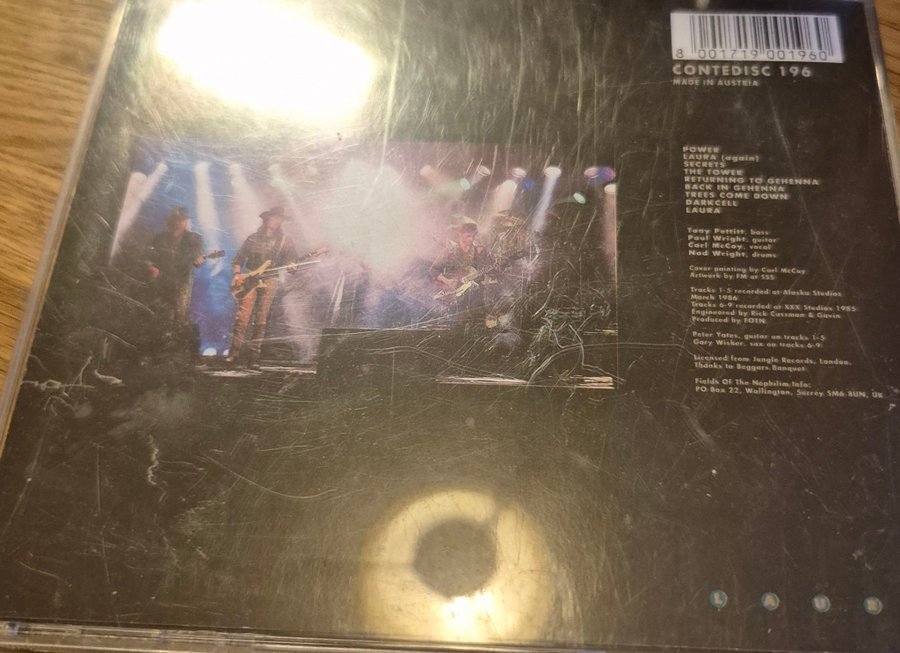 8 001719 001960
CONTEDISC 196
MADE IN AUSTRIA
POWER
LAURA (again)
SECRETS
THE TOWER
RETURNING TO GEHENNA
BACK IN GEHENNA
TREES COME DOWN
DARKCELL
LAURA
Tony Pettitt, bass
Paul Wright, guitar
Carl McCoy, vocal
Nod Wright, drums
Cover painting by Carl McCoy
Artwork by FM at SSS
Tracks 1-5 recorded at Alaska Studios
March 1986
Tracks 6-9 recorded at XXX Studios 1985
Engineered by Rick Cussman & Gavin
Produced by FOTN
Peter Yates, guitar on tracks 1-5
Gary Wisker, sax on tracks 6-9
Licensed from Jungle Records, London.
Thanks to Beggars Banquet
Fields Of The Nephilim Info:
PO Box 22, Wallington, Surrey SM6 8UN, UK
L A U R